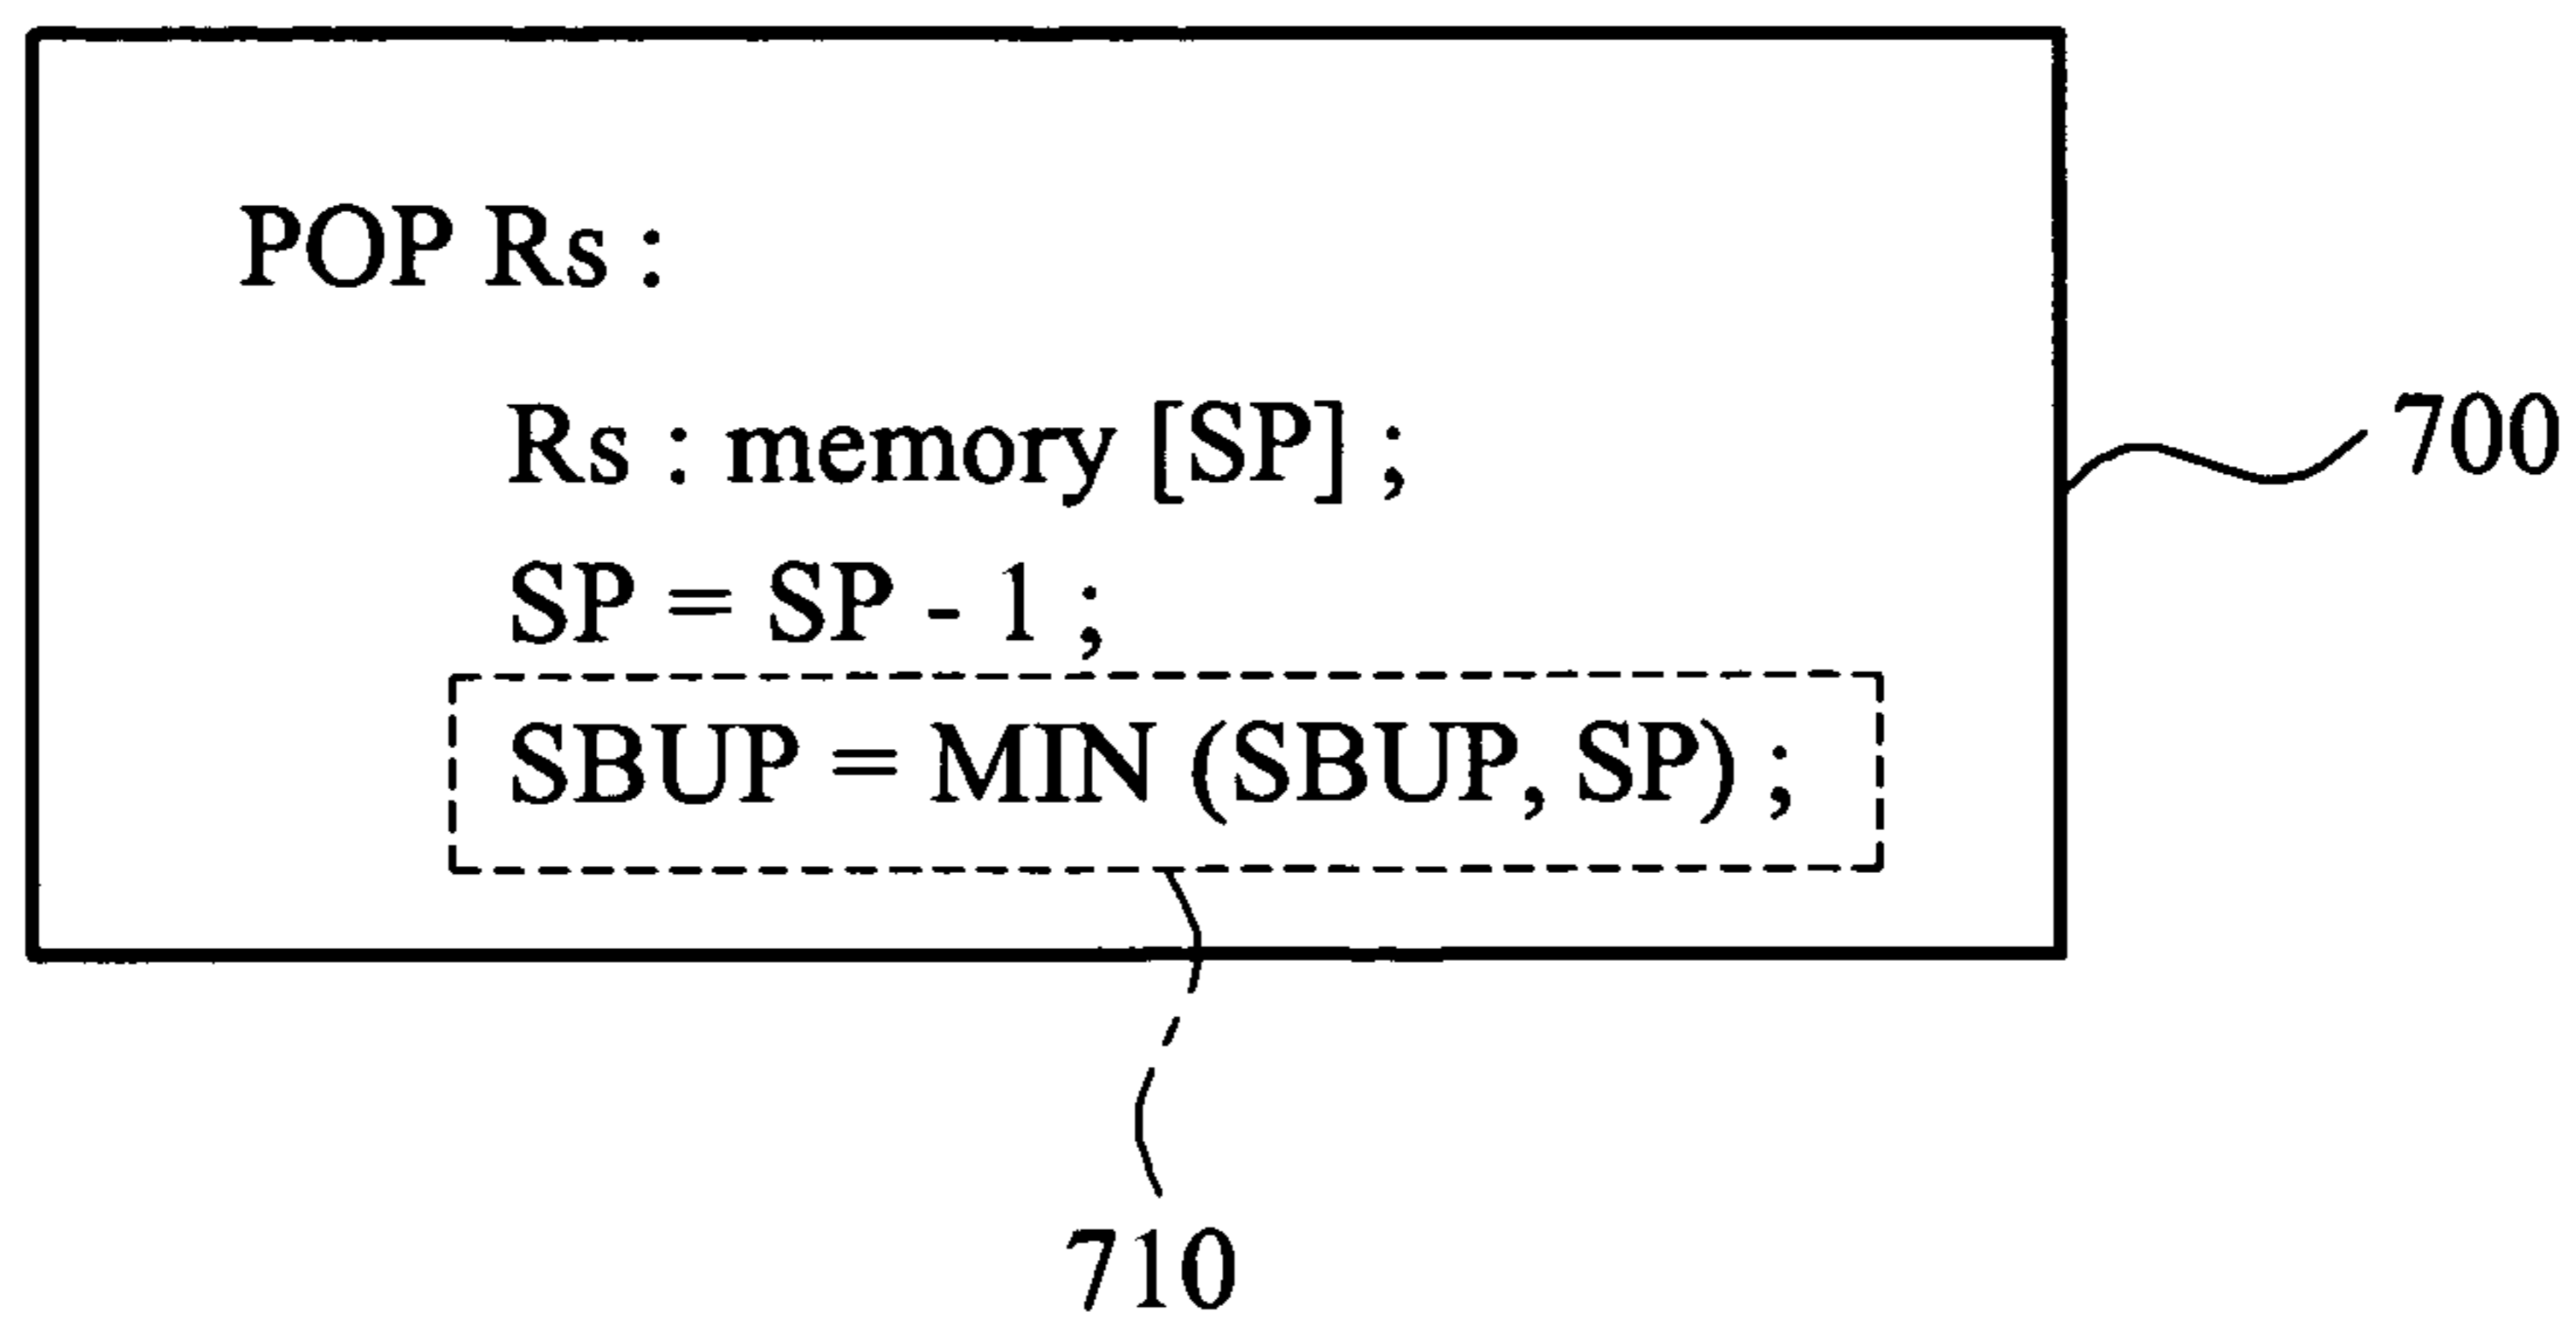 POP Rs :
Rs : memory [SP] ;
700
SP = SP - 1 ;
SBUP = MIN (SBUP, SP) ;
710